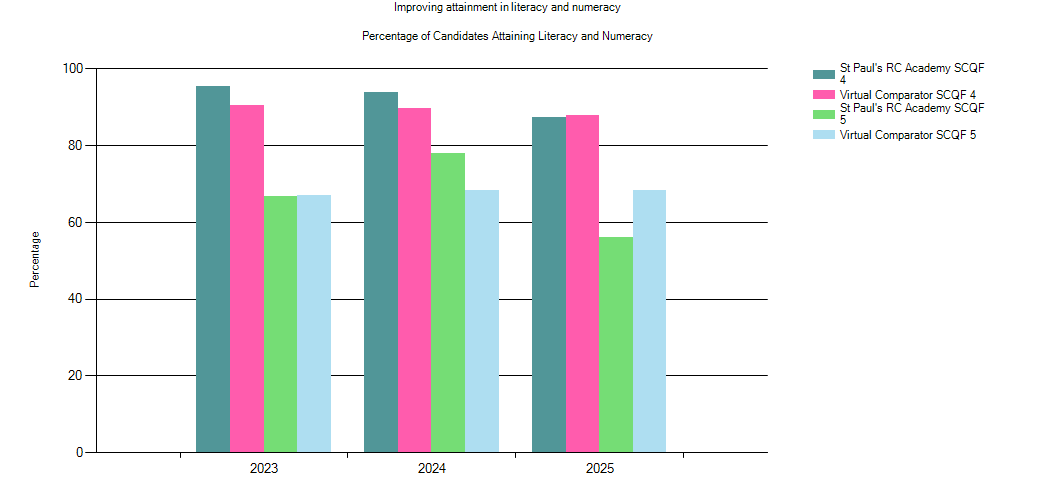 Improving attainment in literacy and numeracy
Percentage of Candidates Attaining Literacy and Numeracy
100
80
60
40
20
0
Percentage
2023
2024
2025
St Paul's RC Academy SCQF
4
Virtual Comparator SCQF 4
St Paul's RC Academy SCQF
5
Virtual Comparator SCQF 5